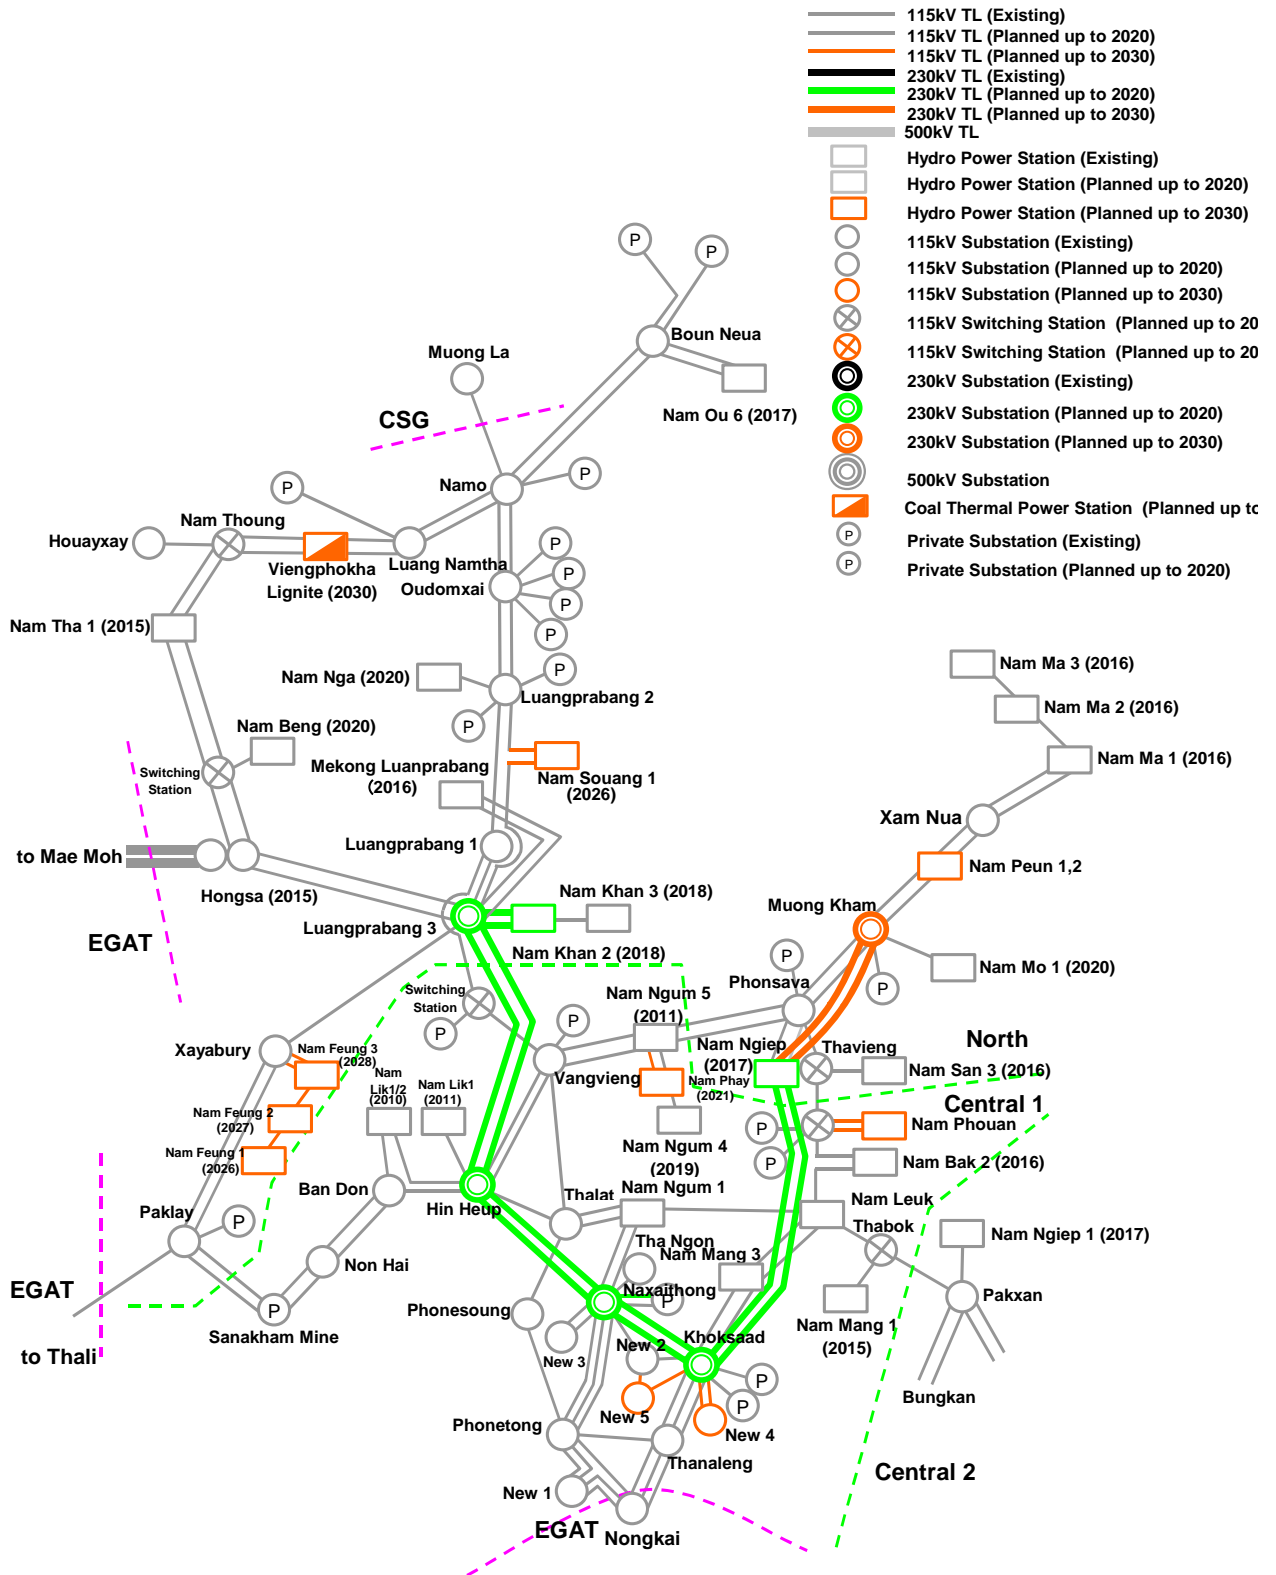 115kV TL (Existing)
115kV TL (Planned up to 2020)
115kV TL (Planned up to 2030)
230kV TL (Existing)
230kV TL (Planned up to 2020)
230kV TL (Planned up to 2030)
500kV TL
Hydro Power Station (Existing)
Hydro Power Station (Planned up to 2020)
Hydro Power Station (Planned up to 2030)
115kV Substation (Existing)
115kV Substation (Planned up to 2020)
115kV Substation (Planned up to 2030)
115kV Switching Station (Planned up to 20
115kV Switching Station (Planned up to 20
230kV Substation (Existing)
230kV Substation (Planned up to 2020)
230kV Substation (Planned up to 2030)
500kV Substation
Coal Thermal Power Station (Planned up to
P Private Substation (Existing)
P Private Substation (Planned up to 2020)
P
P
Boun Neua
Muong La
Nam Ou 6 (2017)
CSG
Namo
P
P
Nam Thoung
Houayxay
Luang Namtha
Viengphokha
Lignite (2030)
Oudomxai
P
P
P
P
Nam Tha 1 (2015)
Nam Nga (2020)
P
Luangprabang 2
P
Nam Ma 3 (2016)
Nam Ma 2 (2016)
Nam Ma 1 (2016)
Nam Beng (2020)
Switching
Station
Mekong Luanprabang
(2016)
Nam Souang 1
(2026)
Xam Nua
Luangprabang 1
to Mae Moh
Hongsa (2015)
Nam Peun 1,2
Nam Khan 3 (2018)
Muong Kham
Luangprabang 3
EGAT
Nam Khan 2 (2018)
P
Nam Mo 1 (2020)
Phonsava
P
Switching
Station
P
P
Nam Ngum 5
(2011)
North
Xayabury
Nam Feung 3
(2028)
Nam
Lik1/2
(2010)
Nam Lik1
(2011)
Vangvieng
Nam Ngiep
(2017)
Nam Phay
(2021)
Thavieng
Nam San 3 (2016)
Central 1
Nam Feung 2
(2027)
Nam Phouan
P
P
Nam Feung 1
(2026)
Nam Ngum 4
(2019)
Nam Bak 2 (2016)
Ban Don
Hin Heup
Thalat
Nam Ngum 1
Nam Leuk
Paklay
P
Thabok
Nam Ngiep 1 (2017)
Non Hai
Tha Ngon
Nam Mang 3
EGAT
Naxaithong
P
Phonesoung
P
Sanakham Mine
Nam Mang 1
(2015)
Pakxan
to Thali
New 3
New 2
Khoksaad
P
P
Bungkan
New 5
New 4
Phonetong
Thanaleng
Central 2
New 1
EGAT
Nongkai